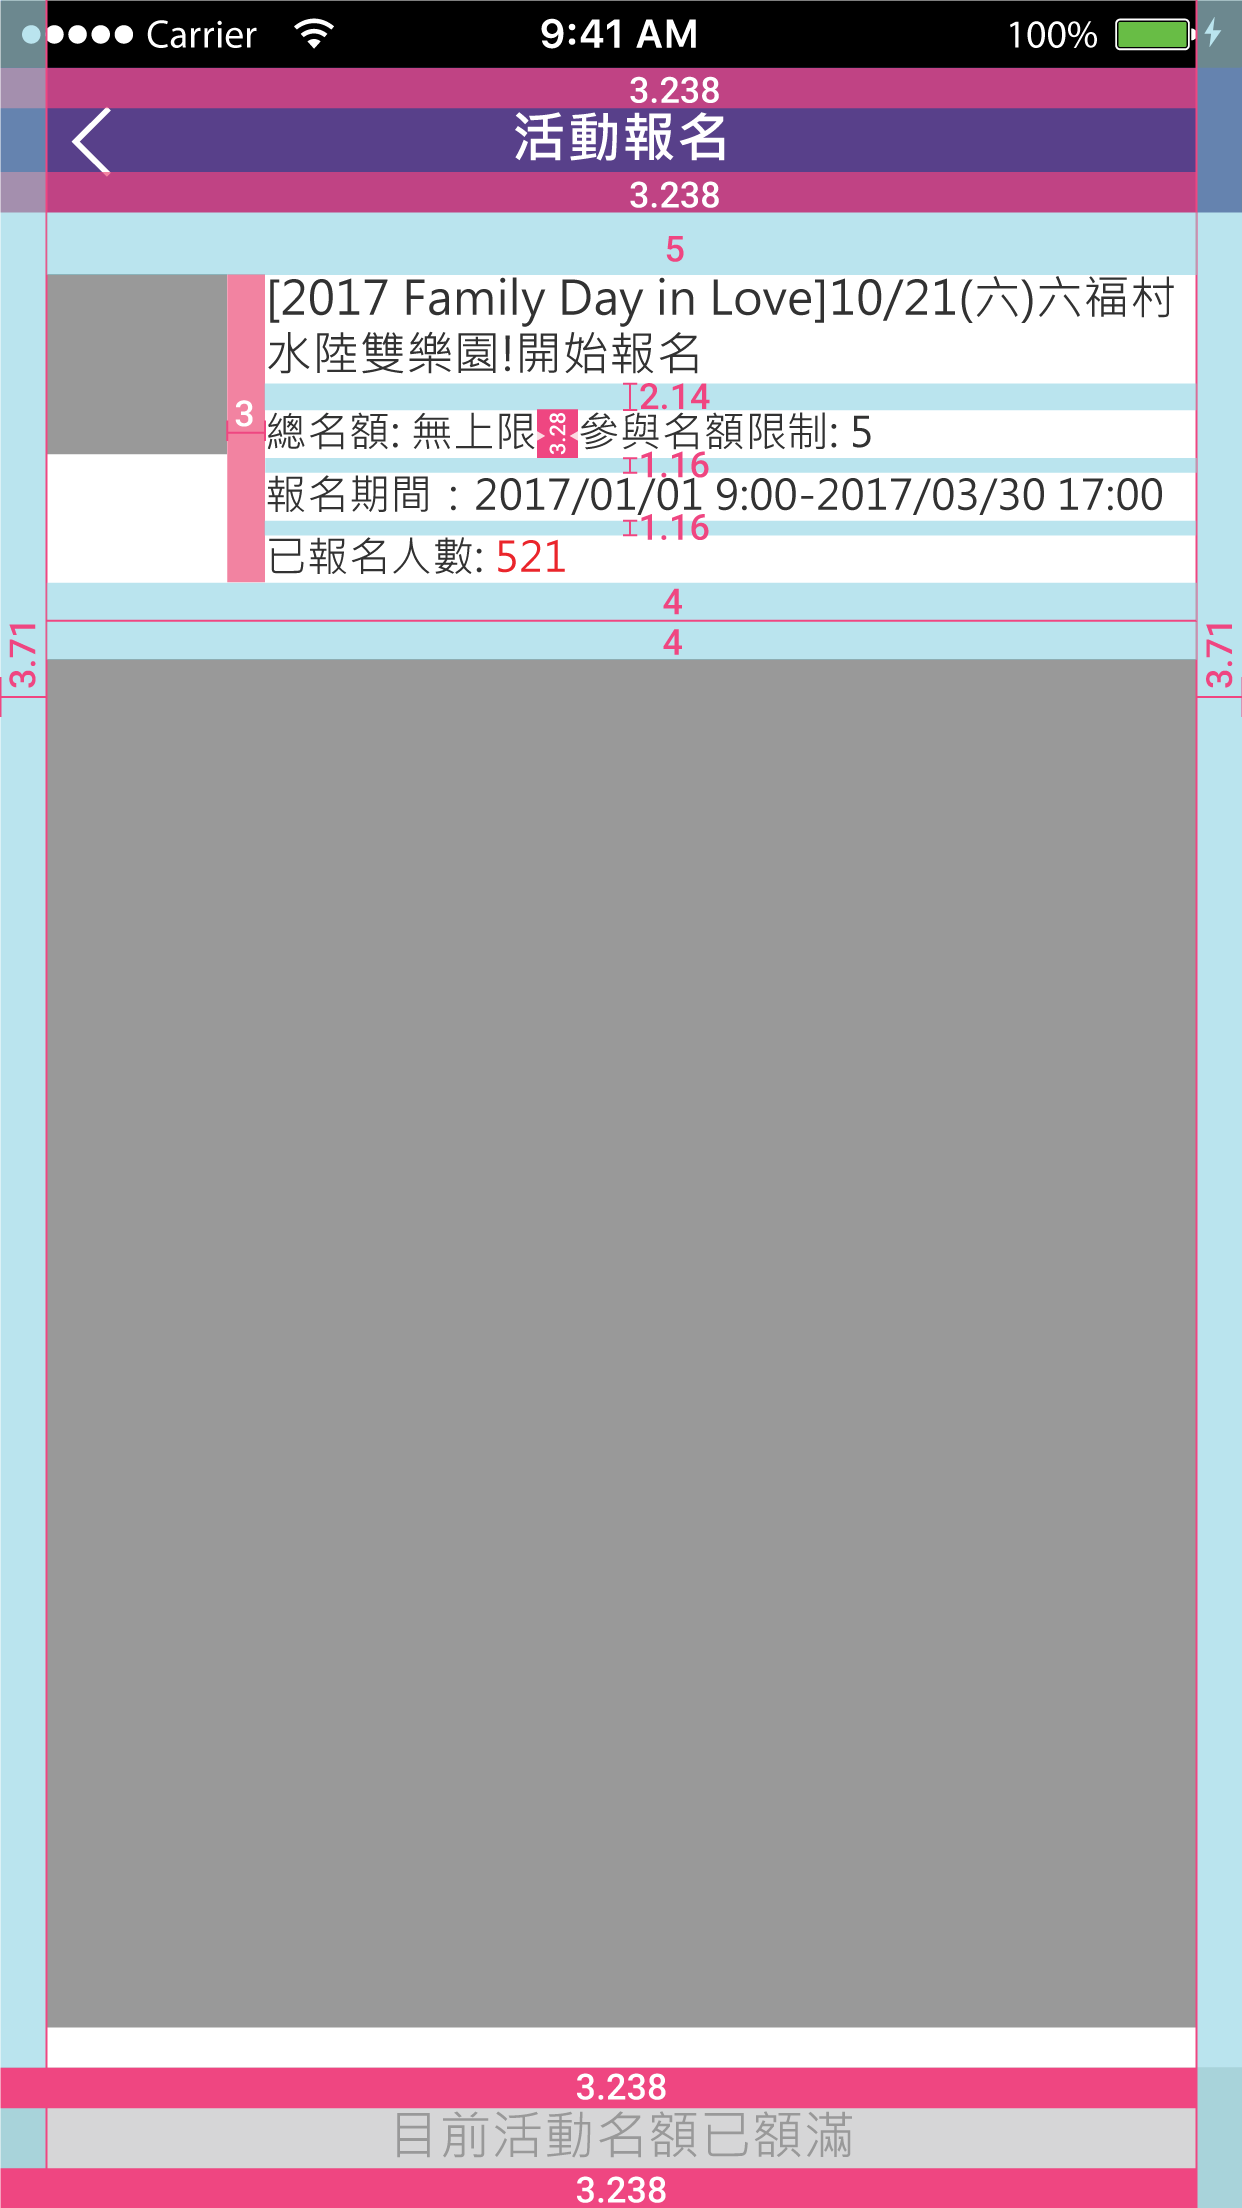 Carrier 9:41 AM 100%
3.238
活動報名
3.238
5
[2017 Family Day in Love]10/21(六)六福村
水陸雙樂園!開始報名
2.14
3
總名額: 無上限 3.28 參與名額限制: 5
1.16
報名期間：2017/01/01 9:00-2017/03/30 17:00
1.16
已報名人數: 521
4
4
3.71
3.71
3.238
目前活動名額已額滿
3.238